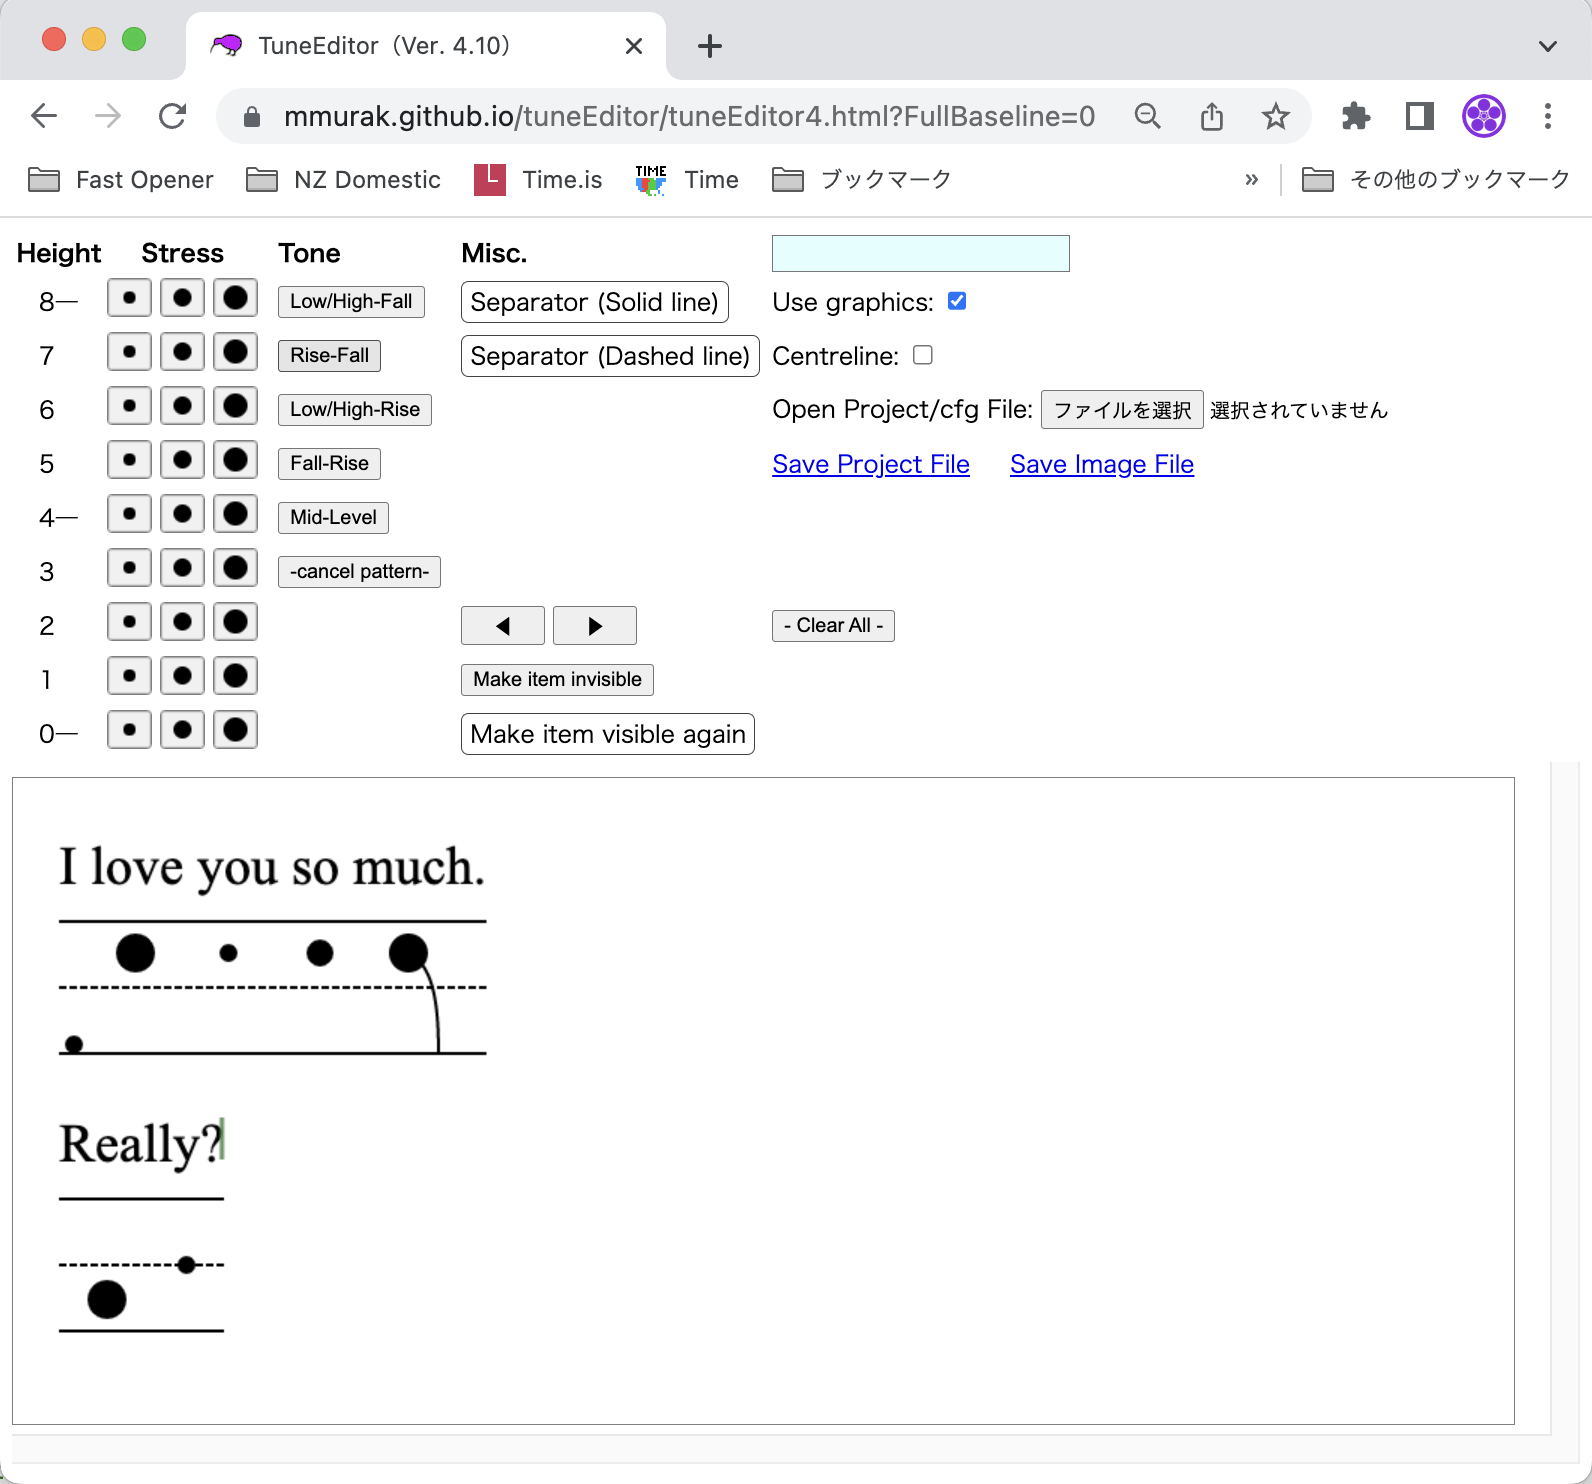 TuneEditor（Ver. 4.10）
mmurak.github.io/tuneEditor/tuneEditor4.html?FullBaseline=0
Fast Opener NZ Domestic Time.is TIME Time ブックマーク » その他のブックマーク
Height Stress Tone Misc.
8— Low/High-Fall Separator (Solid line) Use graphics:
7 Rise-Fall Separator (Dashed line) Centreline:
6 Low/High-Rise Open Project/cfg File: ファイルを選択 選択されていません
5 Fall-Rise Save Project File Save Image File
4— Mid-Level
3 -cancel pattern-
2 - Clear All -
1 Make item invisible
0— Make item visible again
I love you so much.
Really?